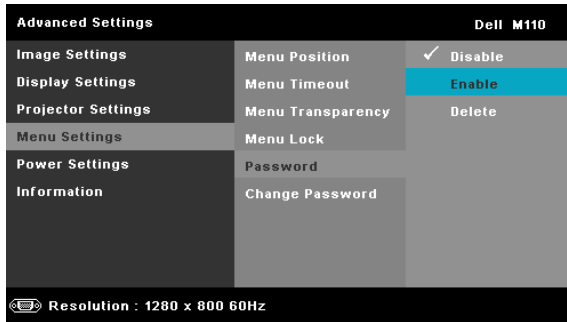 Advanced Settings Dell M110
Image Settings Menu Position ✓ Disable
Display Settings Menu Timeout Enable
Projector Settings Menu Transparency Delete
Menu Settings Menu Lock
Power Settings Password
Information Change Password
Resolution : 1280 x 800 60Hz